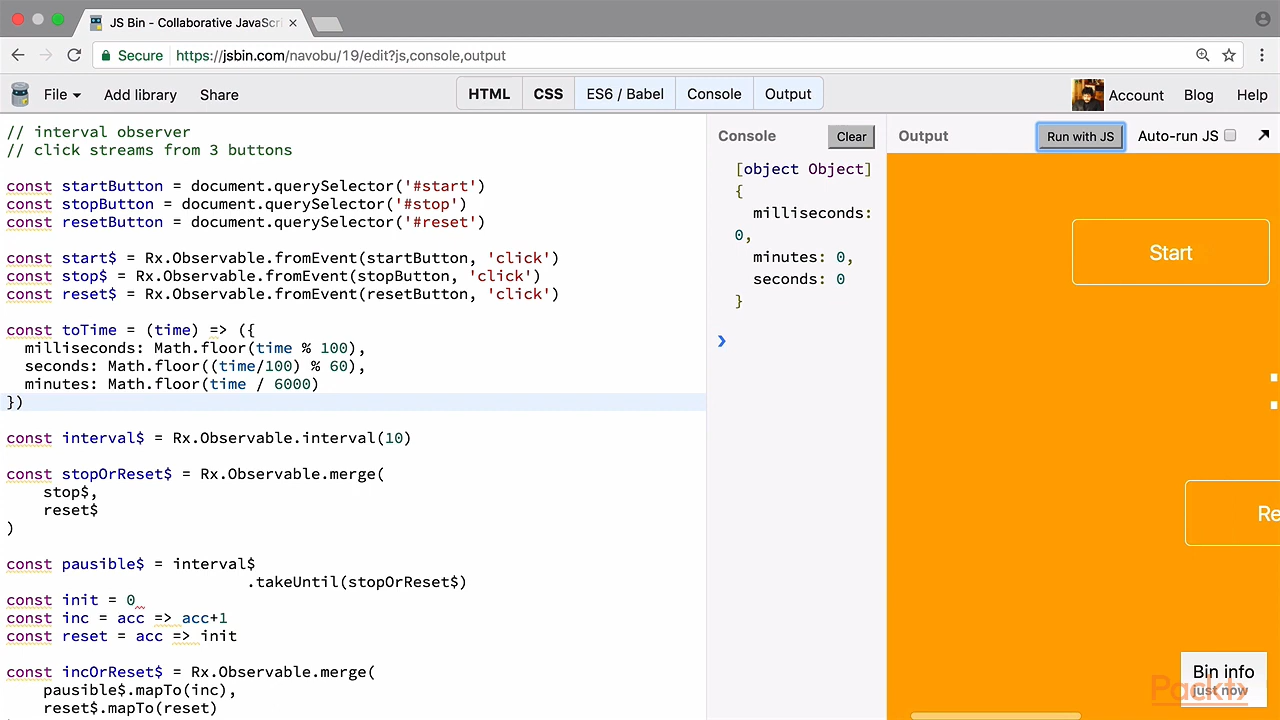 JS Bin - Collaborative JavaScri
Secure
https://jsbin.com/navobu/19/edit?js,console,output
File
Add library
Share
HTML
CSS
ES6 / Babel
Console
Output
Account
Blog
Help
// interval observer
// click streams from 3 buttons
const startButton = document.querySelector('#start')
const stopButton = document.querySelector('#stop')
const resetButton = document.querySelector('#reset')
const start$ = Rx.Observable.fromEvent(startButton, 'click')
const stop$ = Rx.Observable.fromEvent(stopButton, 'click')
const reset$ = Rx.Observable.fromEvent(resetButton, 'click')
const toTime = (time) => ({
milliseconds: Math.floor(time % 100),
seconds: Math.floor((time/100) % 60),
minutes: Math.floor(time / 6000)
})
const interval$ = Rx.Observable.interval(10)
const stopOrReset$ = Rx.Observable.merge(
stop$,
reset$
)
const pausible$ = interval$
.takeUntil(stopOrReset$)
const init = 0
const inc = acc => acc+1
const reset = acc => init
const incOrReset$ = Rx.Observable.merge(
pausible$.mapTo(inc),
reset$.mapTo(reset)
Console
Clear
[object Object]
{
milliseconds:
0,
minutes: 0,
seconds: 0
}
Output
Run with JS
Auto-run JS
Start
:
Re
Bin info
just now
Packt